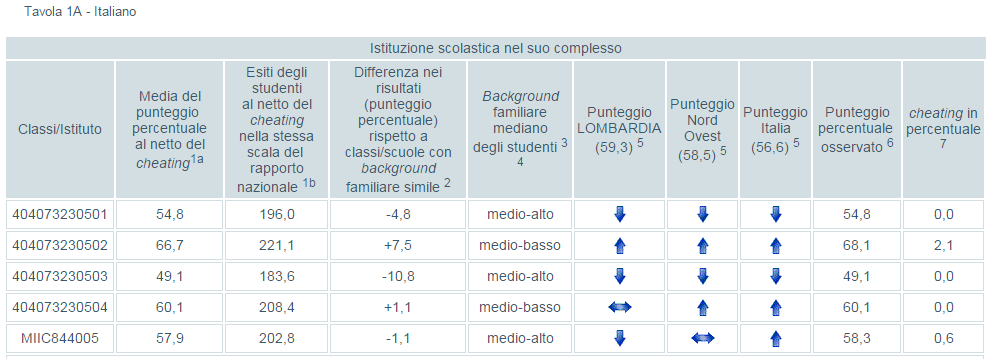 Tavola 1A - Italiano
Istituzione scolastica nel suo complesso
Classi/Istituto
Media del
punteggio
percentuale
al netto del
cheating1a
Esiti degli
studenti
al netto del
cheating
nella stessa
scala del
rapporto
nazionale 1b
Differenza nei
risultati
(punteggio
percentuale)
rispetto a
classi/scuole con
background
familiare simile 2
Background
familiare
mediano
degli studenti 3
4
Punteggio
LOMBARDIA
(59,3) 5
Punteggio
Nord
Ovest
(58,5) 5
Punteggio
Italia
(56,6) 5
Punteggio
percentuale
osservato 6
cheating in
percentuale
7
404073230501 54,8 196,0 -4,8 medio-alto 54,8 0,0
404073230502 66,7 221,1 +7,5 medio-basso 68,1 2,1
404073230503 49,1 183,6 -10,8 medio-alto 49,1 0,0
404073230504 60,1 208,4 +1,1 medio-basso 60,1 0,0
MIIC844005 57,9 202,8 -1,1 medio-alto 58,3 0,6